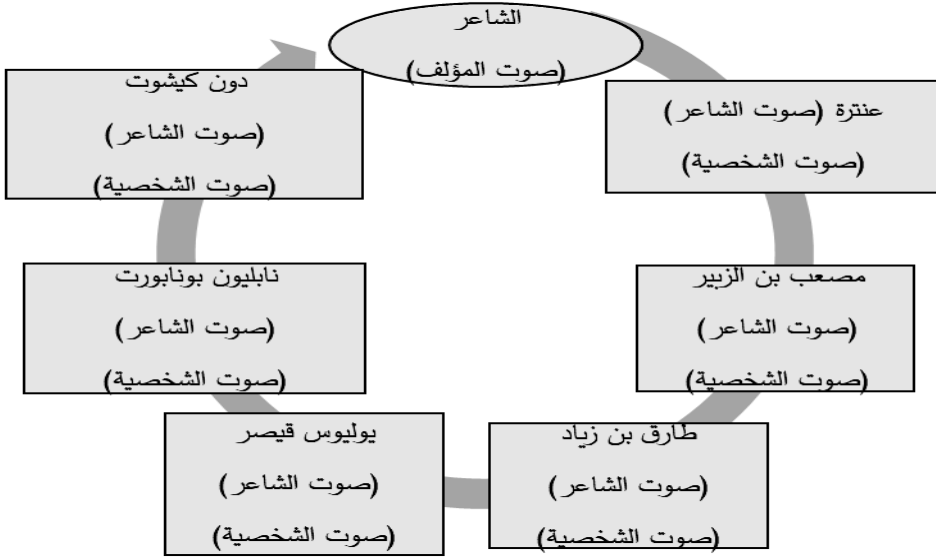 الشاعر
(صوت المؤلف)
عنترة (صوت الشاعر)
(صوت الشخصية)
مصعب بن الزبير
(صوت الشاعر)
(صوت الشخصية)
طارق بن زياد
(صوت الشاعر)
(صوت الشخصية)
يوليوس قيصر
(صوت الشاعر)
(صوت الشخصية)
نابليون بونابورت
(صوت الشاعر)
(صوت الشخصية)
دون كيشوت
(صوت الشاعر)
(صوت الشخصية)